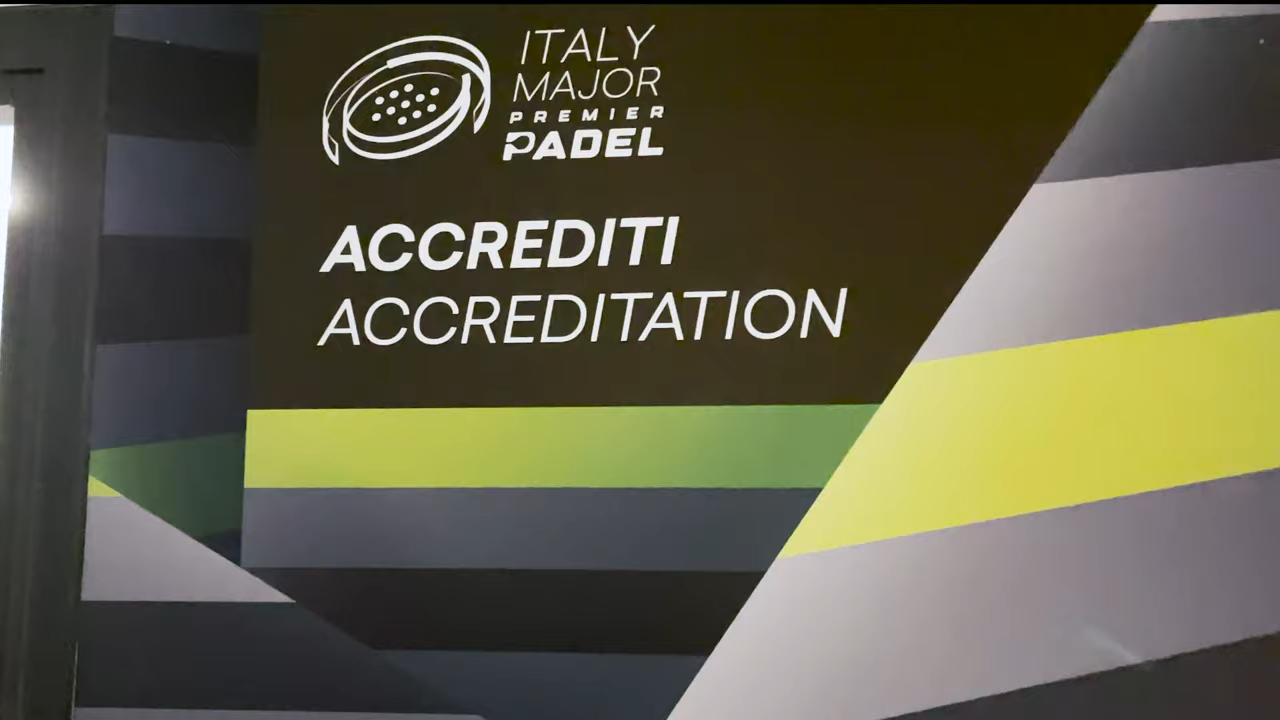 ITALY
MAJOR
PREMIER
PADEL
ACCREDITI
ACCREDITATION